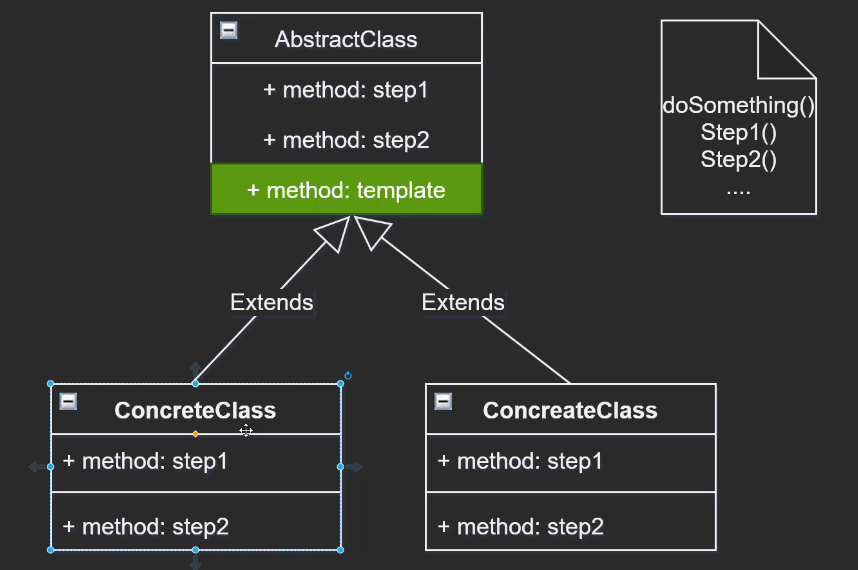 AbstractClass
+ method: step1
+ method: step2
+ method: template
doSomething()
Step1()
Step2()
....
Extends
Extends
ConcreteClass
+ method: step1
+ method: step2
ConcreateClass
+ method: step1
+ method: step2